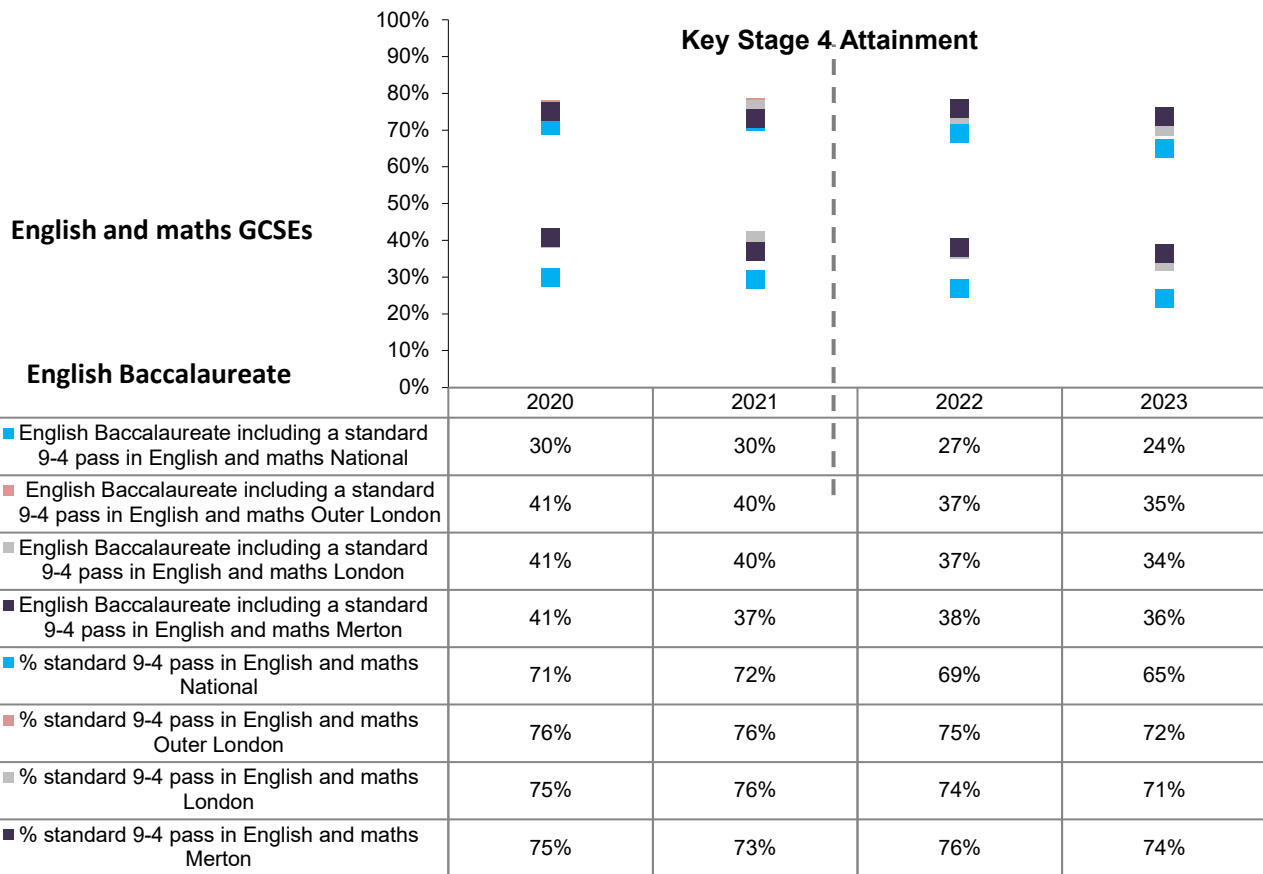 Key Stage 4 Attainment
100%
90%
80%
70%
60%
50%
40%
30%
20%
10%
0%
English and maths GCSEs
English Baccalaureate
2020 2021 2022 2023
English Baccalaureate including a standard
9-4 pass in English and maths National
30% 30% 27% 24%
English Baccalaureate including a standard
9-4 pass in English and maths Outer London
41% 40% 37% 35%
English Baccalaureate including a standard
9-4 pass in English and maths London
41% 40% 37% 34%
English Baccalaureate including a standard
9-4 pass in English and maths Merton
41% 37% 38% 36%
% standard 9-4 pass in English and maths
National
71% 72% 69% 65%
% standard 9-4 pass in English and maths
Outer London
76% 76% 75% 72%
% standard 9-4 pass in English and maths
London
75% 76% 74% 71%
% standard 9-4 pass in English and maths
Merton
75% 73% 76% 74%